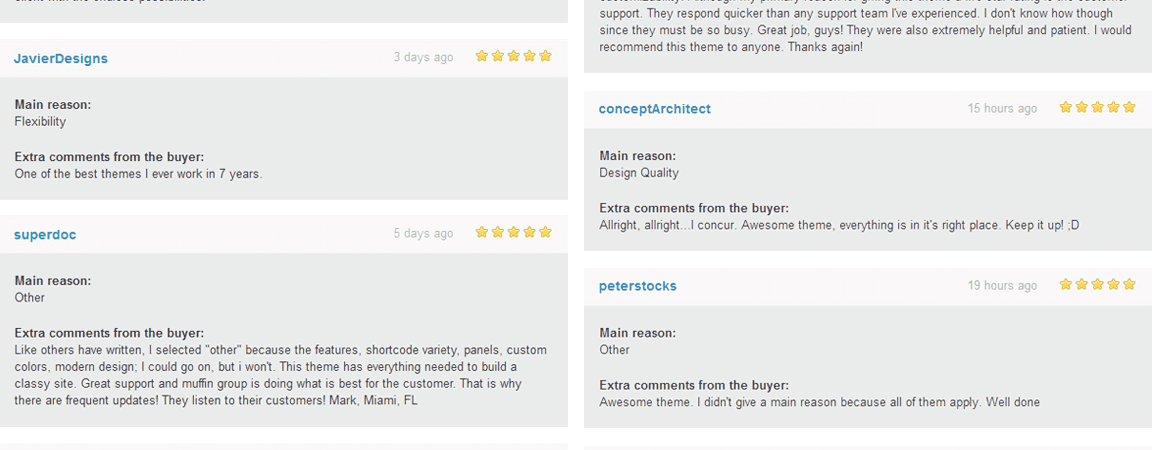 client with the endless possibilities.
JavierDesigns 3 days ago
Main reason:
Flexibility
Extra comments from the buyer:
One of the best themes I ever work in 7 years.
superdoc 5 days ago
Main reason:
Other
Extra comments from the buyer:
Like others have written, I selected "other" because the features, shortcode variety, panels, custom
colors, modern design; I could go on, but i won't. This theme has everything needed to build a
classy site. Great support and muffin group is doing what is best for the customer. That is why
there are frequent updates! They listen to their customers! Mark, Miami, FL
support. They respond quicker than any support team I've experienced. I don't know how though
since they must be so busy. Great job, guys! They were also extremely helpful and patient. I would
recommend this theme to anyone. Thanks again!
conceptArchitect 15 hours ago
Main reason:
Design Quality
Extra comments from the buyer:
Allright, allright...I concur. Awesome theme, everything is in it's right place. Keep it up! ;D
peterstocks 19 hours ago
Main reason:
Other
Extra comments from the buyer:
Awesome theme. I didn't give a main reason because all of them apply. Well done